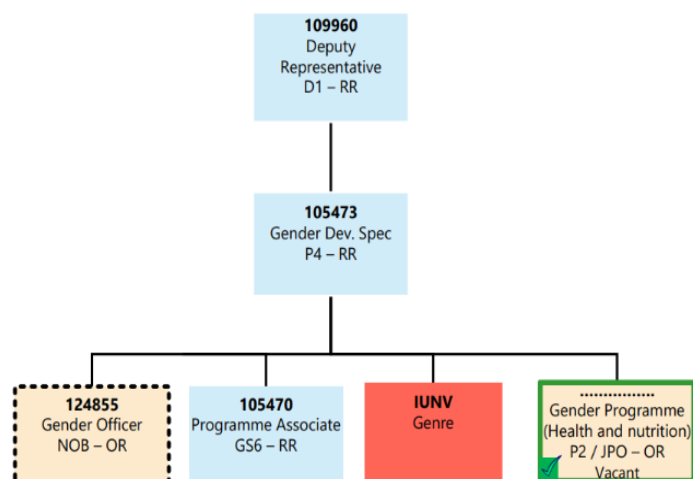 109960
Deputy
Representative
D1 – RR
105473
Gender Dev. Spec
P4 – RR
124855
Gender Officer
NOB – OR
105470
Programme Associate
GS6 – RR
IUNV
Genre
................
Gender Programme
(Health and nutrition)
P2 / JPO – OR
Vacant